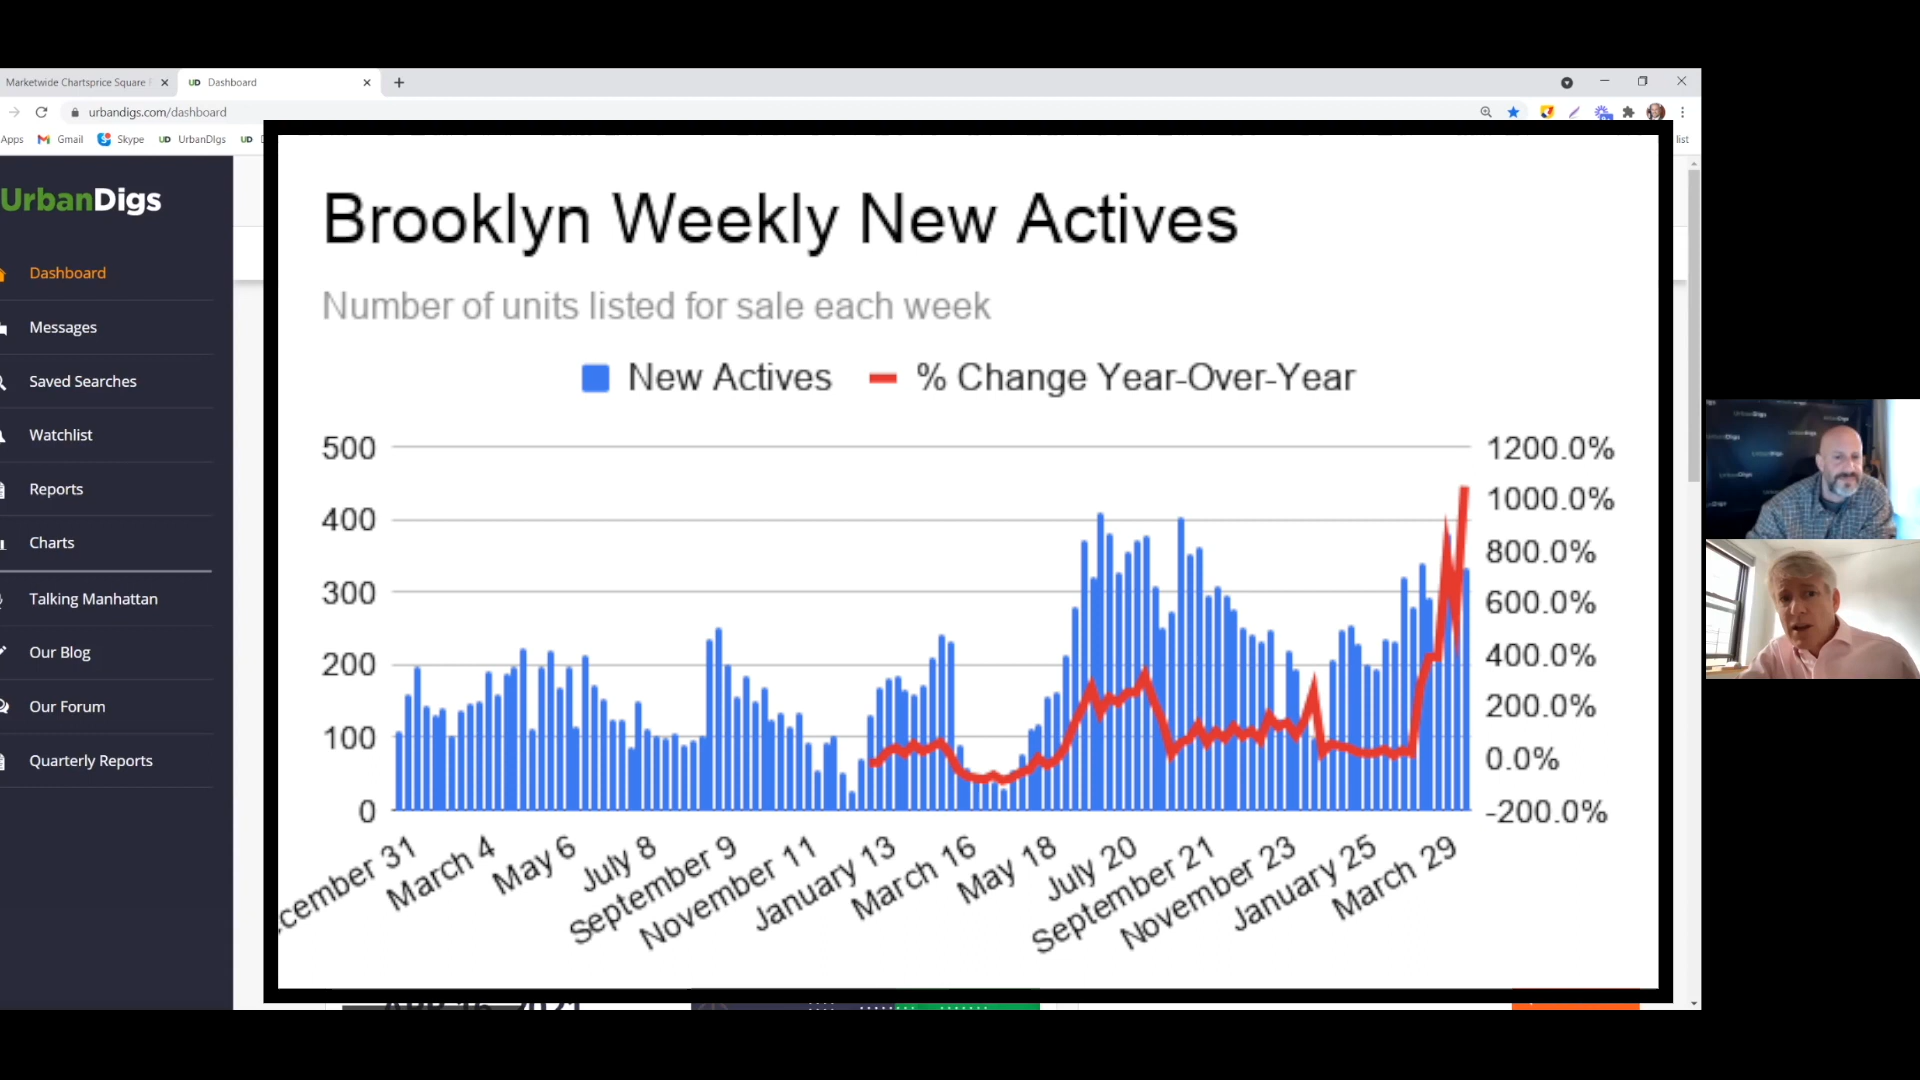 Marketwide Chartsprice Square
UD Dashboard
urbandigs.com/dashboard
Apps Gmail Skype UD UrbanDIgs UD
list
UrbanDigs
Dashboard
Messages
Saved Searches
Watchlist
Reports
Charts
Talking Manhattan
Our Blog
Our Forum
Quarterly Reports
Brooklyn Weekly New Actives
Number of units listed for sale each week
New Actives % Change Year-Over-Year
500 1200.0%
400 1000.0%
300 800.0%
200 600.0%
100 400.0%
0 200.0%
0.0%
-200.0%
cember 31 March 4 May 6 July 8 September 9 November 11 January 13 March 16 May 18 July 20 September 21 November 23 January 25 March 29
UrbanDigs